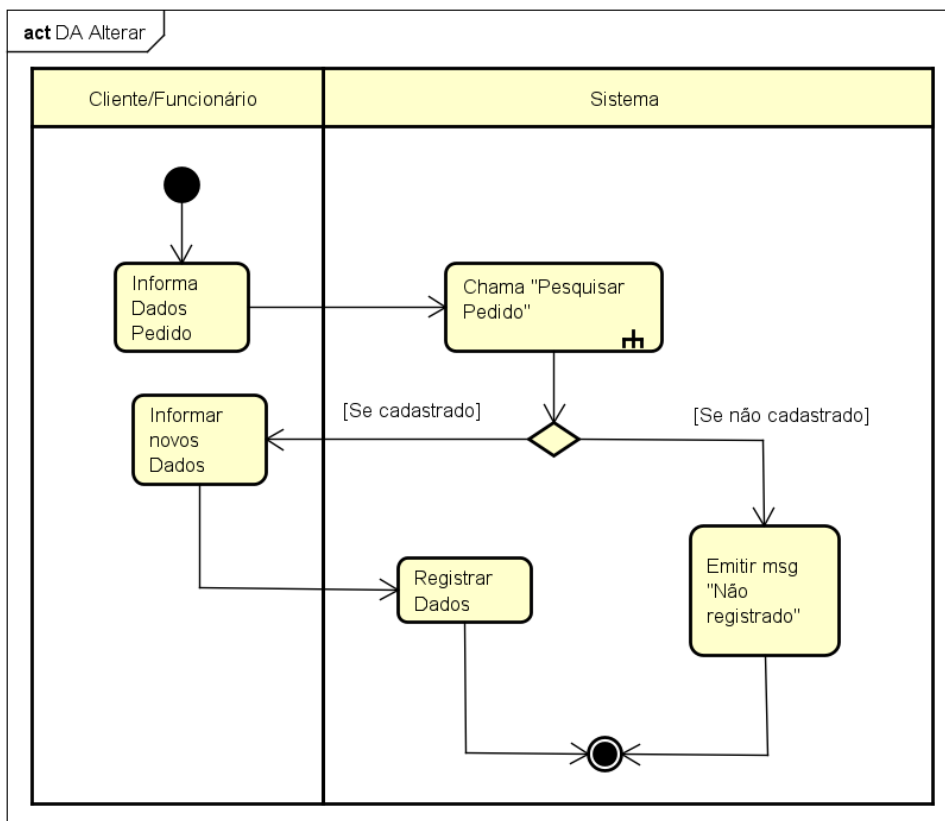 act DA Alterar
Cliente/Funcionário
Sistema
Informa
Dados
Pedido
Chama "Pesquisar
Pedido"
[Se cadastrado]
[Se não cadastrado]
Informar
novos
Dados
Registrar
Dados
Emitir msg
"Não
registrado"